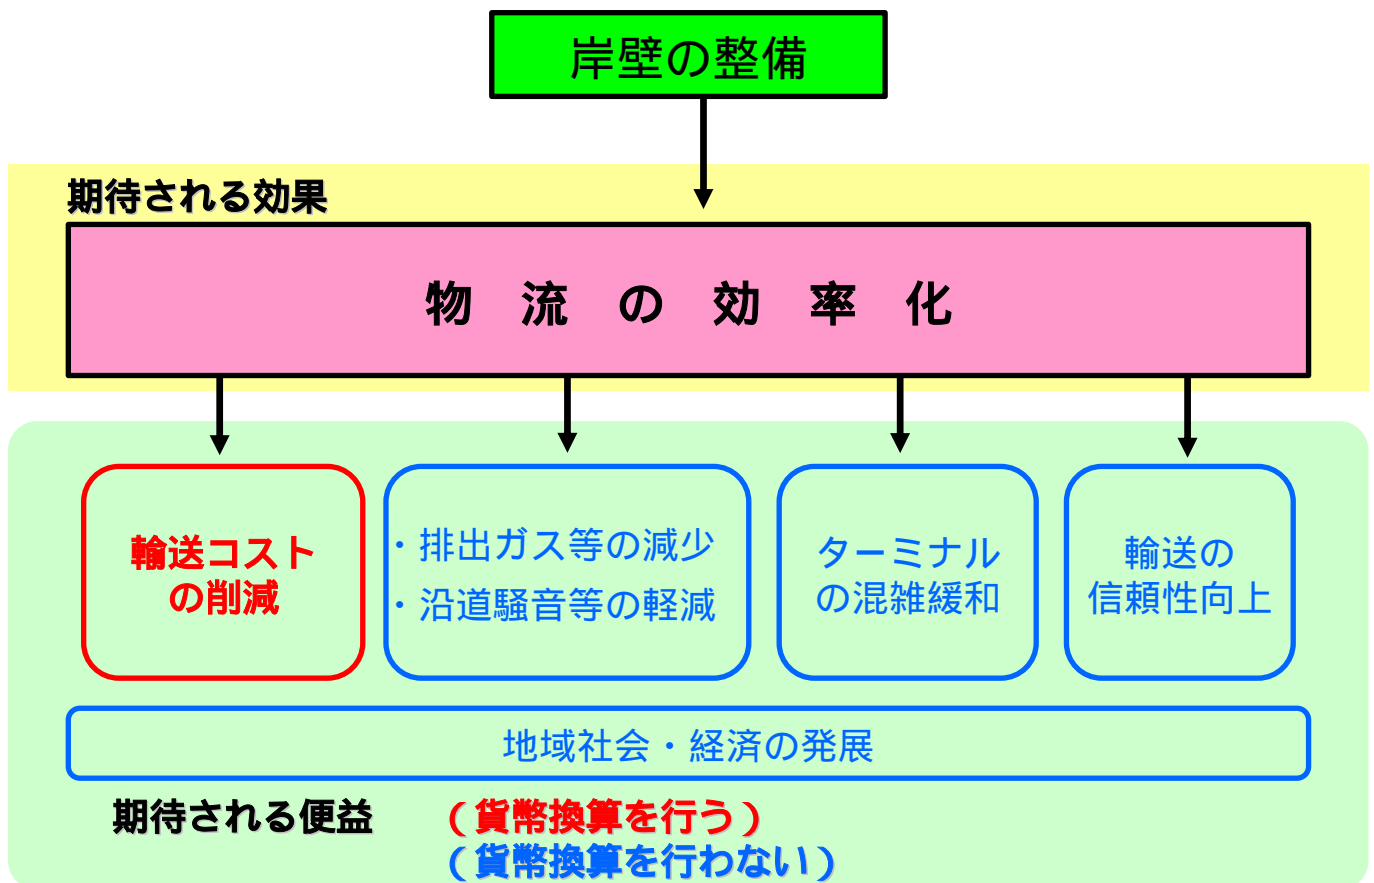 岸壁の整備
期待される効果
物 流 の 効 率 化
輸送コスト
の削減
・排出ガス等の減少
・沿道騒音等の軽減
ターミナル
の混雑緩和
輸送の
信頼性向上
地域社会・経済の発展
期待される便益 （貨幣換算を行う）
（貨幣換算を行わない）